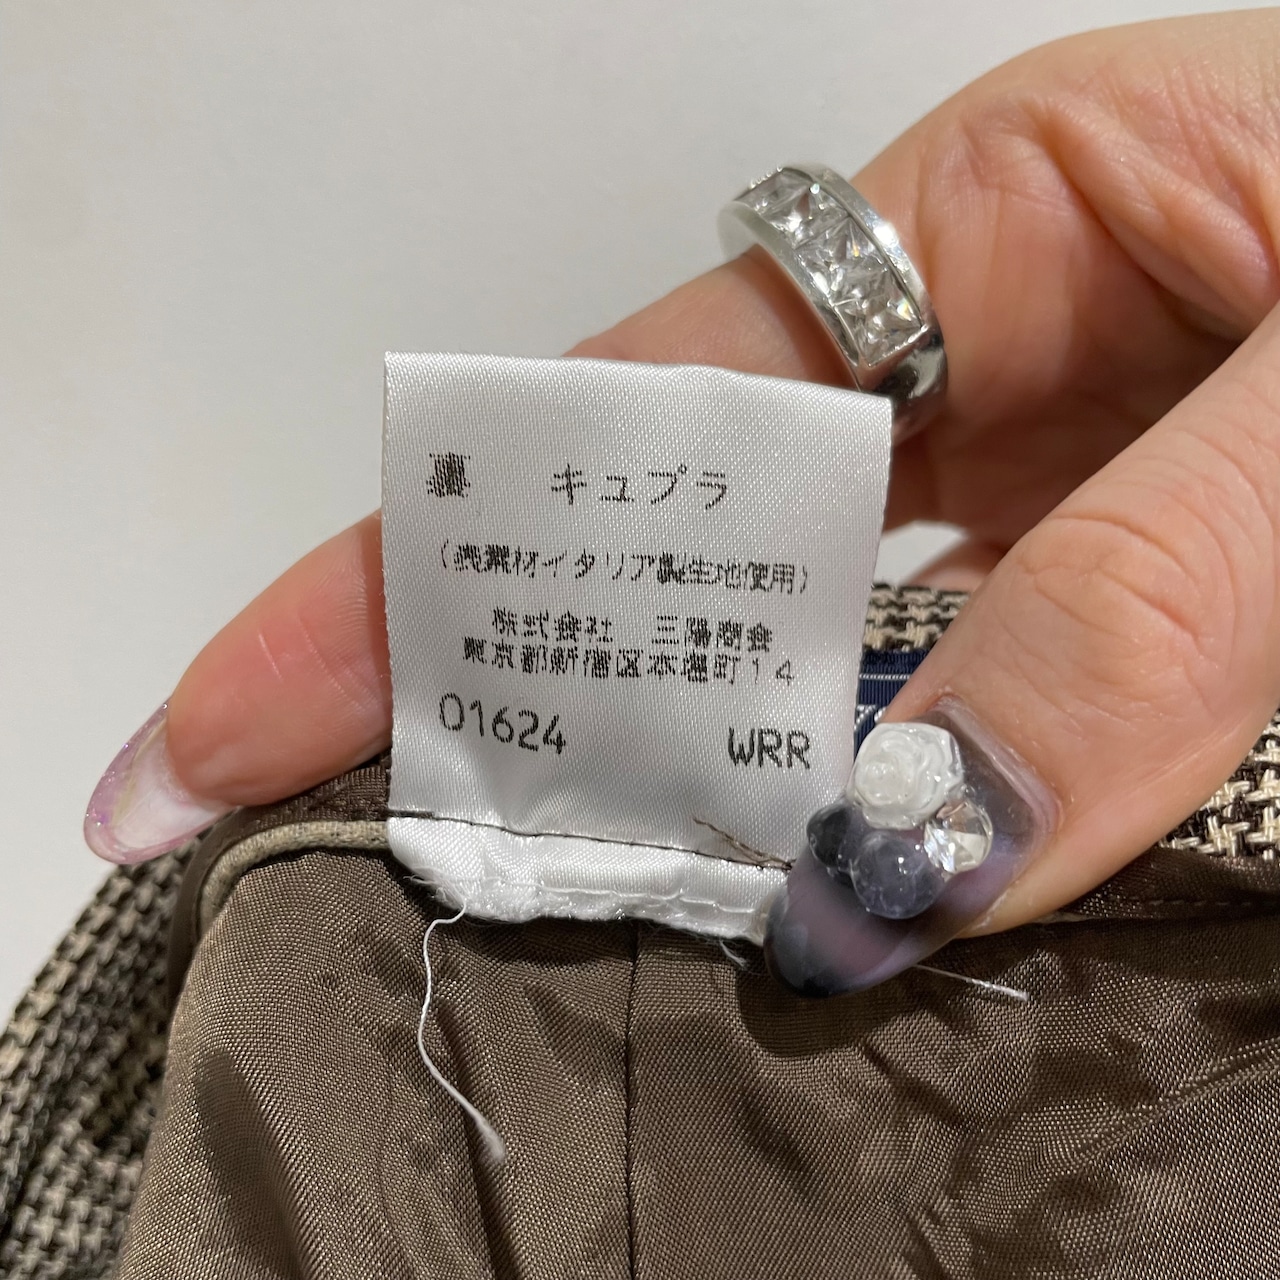 裏 キュプラ
(表素材イタリア製生地使用)
株式会社 三陽商会
東京都新宿区本塩町14
01624 WRR